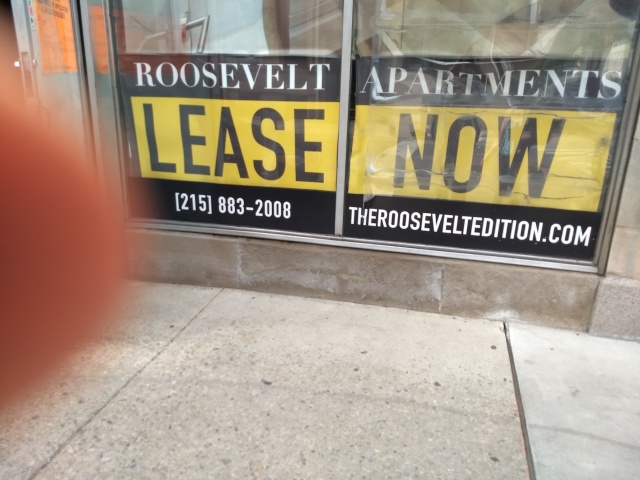 ROOSEVELT APARTMENTS
LEASE NOW
[215] 883-2008
THEROOSEVELTEDITION.COM